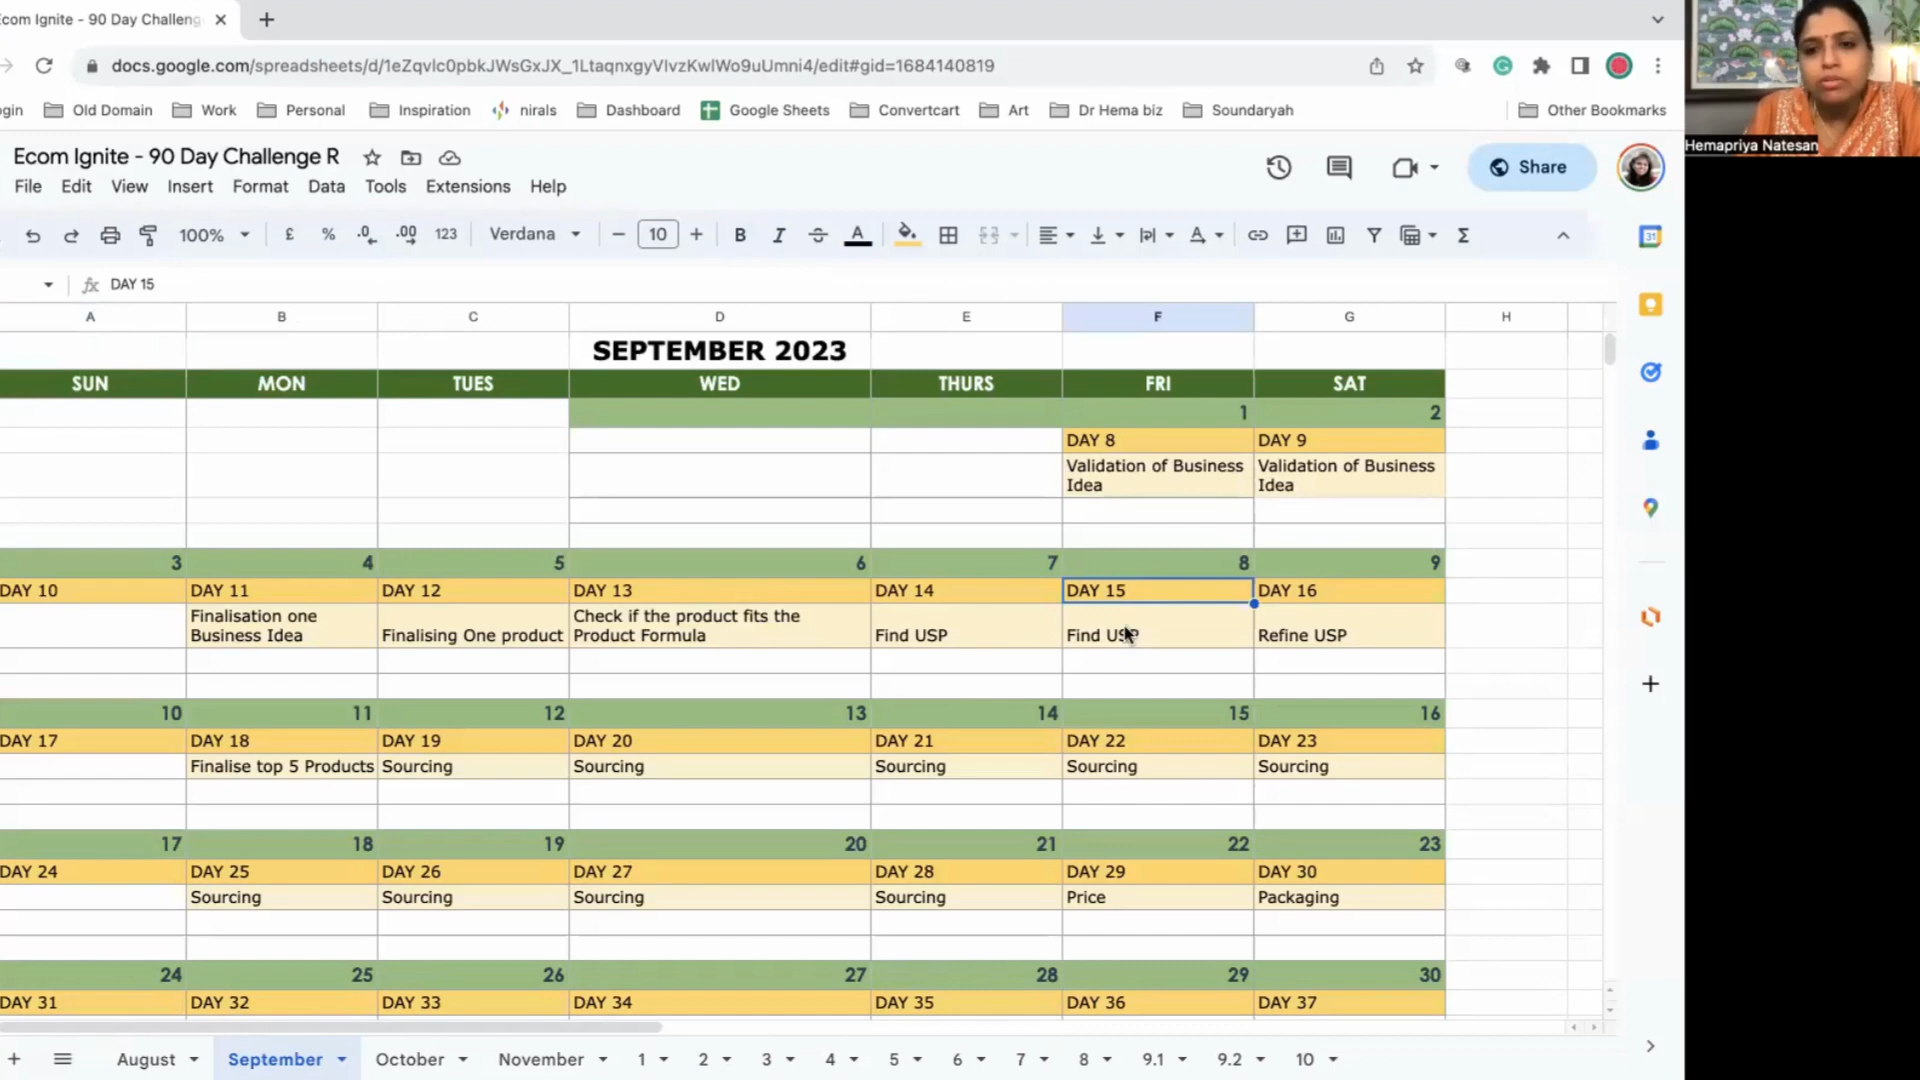 Ecom Ignite - 90 Day Challeng
docs.google.com/spreadsheets/d/1eZqvlc0pbkJWsGxJX_1LtaqnxgyVlvzKwlWo9uUmni4/edit#gid=1684140819
gin Old Domain Work Personal Inspiration nirals Dashboard Google Sheets Convertcart Art Dr Hema biz Soundaryah Other Bookmarks
Hemapriya Natesan
Ecom Ignite - 90 Day Challenge R
Share
File Edit View Insert Format Data Tools Extensions Help
100% £ % .0 .00 123 Verdana 10 B I S A Σ
31
fx DAY 15
A B C D E F G H
SEPTEMBER 2023
SUN MON TUES WED THURS FRI SAT
1 2
DAY 8 DAY 9
Validation of Business Idea Validation of Business Idea
3 4 5 6 7 8 9
DAY 10 DAY 11 DAY 12 DAY 13 DAY 14 DAY 15 DAY 16
Finalisation one Business Idea Finalising One product Check if the product fits the Product Formula Find USP Find USP Refine USP
10 11 12 13 14 15 16
DAY 17 DAY 18 DAY 19 DAY 20 DAY 21 DAY 22 DAY 23
Finalise top 5 Products Sourcing Sourcing Sourcing Sourcing Sourcing
17 18 19 20 21 22 23
DAY 24 DAY 25 DAY 26 DAY 27 DAY 28 DAY 29 DAY 30
Sourcing Sourcing Sourcing Sourcing Price Packaging
24 25 26 27 28 29 30
DAY 31 DAY 32 DAY 33 DAY 34 DAY 35 DAY 36 DAY 37
August September October November 1 2 3 4 5 6 7 8 9.1 9.2 10